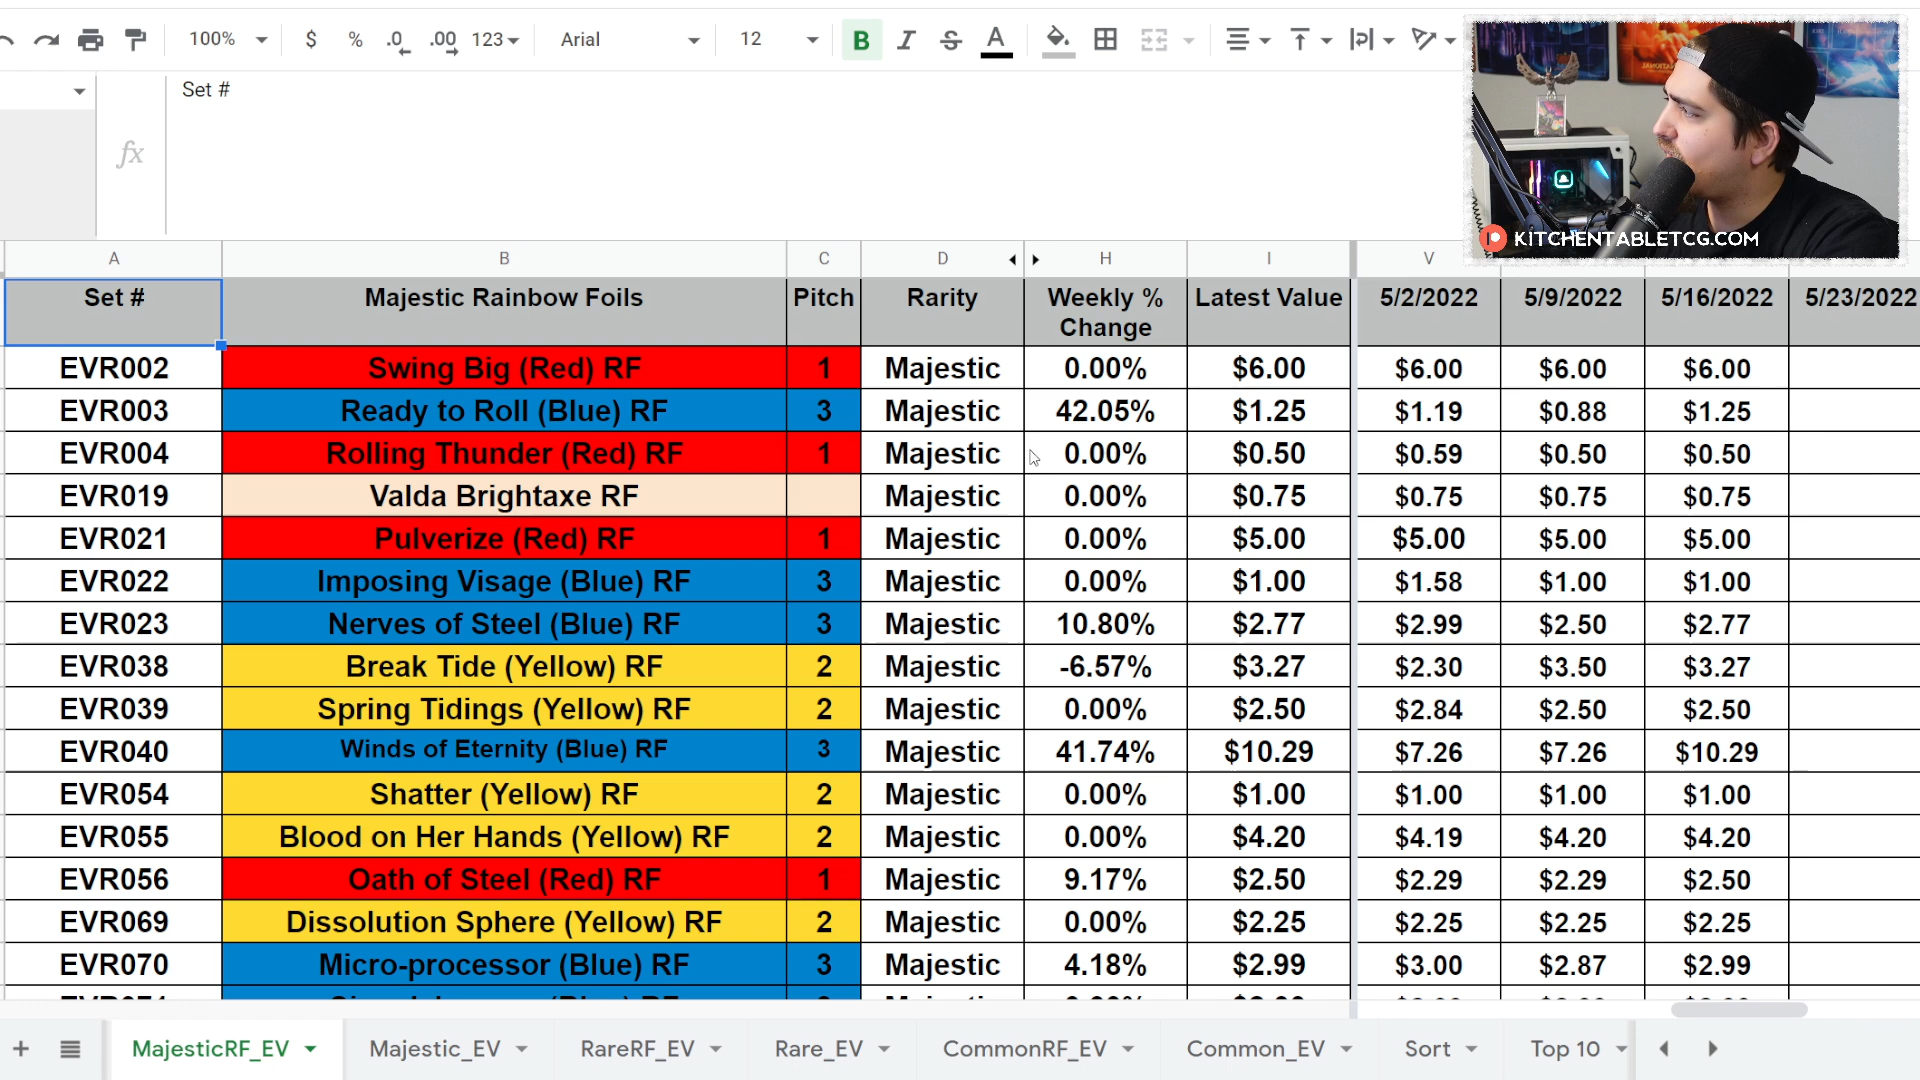 100% $ % .0 .00 123 Arial 12 B I S A
Set #
fx
KITCHENTABLETCG.COM
A B C D H I V
Set # Majestic Rainbow Foils Pitch Rarity Weekly % Change Latest Value 5/2/2022 5/9/2022 5/16/2022 5/23/2022
EVR002 Swing Big (Red) RF 1 Majestic 0.00% $6.00 $6.00 $6.00 $6.00
EVR003 Ready to Roll (Blue) RF 3 Majestic 42.05% $1.25 $1.19 $0.88 $1.25
EVR004 Rolling Thunder (Red) RF 1 Majestic 0.00% $0.50 $0.59 $0.50 $0.50
EVR019 Valda Brightaxe RF Majestic 0.00% $0.75 $0.75 $0.75 $0.75
EVR021 Pulverize (Red) RF 1 Majestic 0.00% $5.00 $5.00 $5.00 $5.00
EVR022 Imposing Visage (Blue) RF 3 Majestic 0.00% $1.00 $1.58 $1.00 $1.00
EVR023 Nerves of Steel (Blue) RF 3 Majestic 10.80% $2.77 $2.99 $2.50 $2.77
EVR038 Break Tide (Yellow) RF 2 Majestic -6.57% $3.27 $2.30 $3.50 $3.27
EVR039 Spring Tidings (Yellow) RF 2 Majestic 0.00% $2.50 $2.84 $2.50 $2.50
EVR040 Winds of Eternity (Blue) RF 3 Majestic 41.74% $10.29 $7.26 $7.26 $10.29
EVR054 Shatter (Yellow) RF 2 Majestic 0.00% $1.00 $1.00 $1.00 $1.00
EVR055 Blood on Her Hands (Yellow) RF 2 Majestic 0.00% $4.20 $4.19 $4.20 $4.20
EVR056 Oath of Steel (Red) RF 1 Majestic 9.17% $2.50 $2.29 $2.29 $2.50
EVR069 Dissolution Sphere (Yellow) RF 2 Majestic 0.00% $2.25 $2.25 $2.25 $2.25
EVR070 Micro-processor (Blue) RF 3 Majestic 4.18% $2.99 $3.00 $2.87 $2.99
MajesticRF_EV Majestic_EV RareRF_EV Rare_EV CommonRF_EV Common_EV Sort Top 10